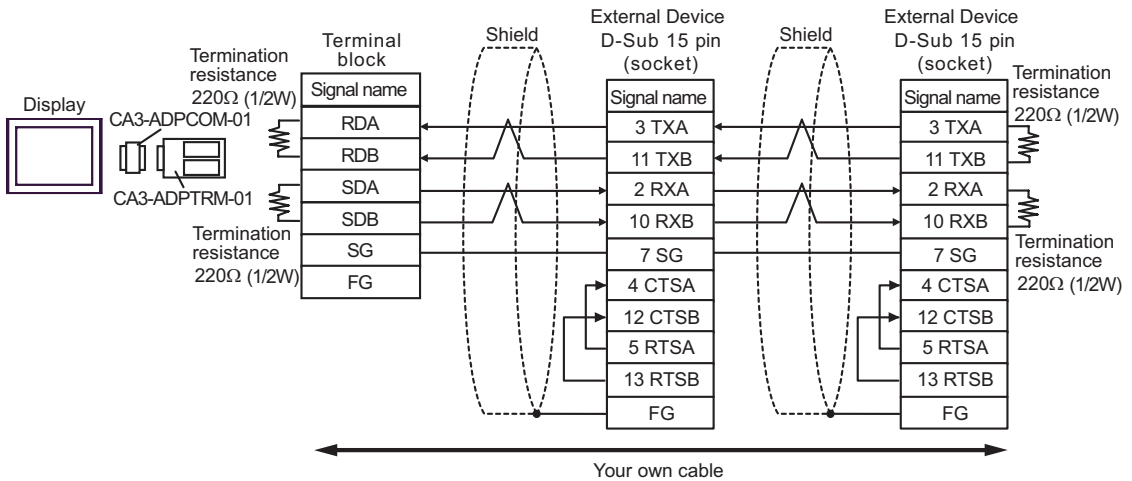 Display
CA3-ADPCOM-01
CA3-ADPTRM-01
Termination
resistance
220Ω (1/2W)
Termination
resistance
220Ω (1/2W)
Terminal
block
Signal name
RDA
RDB
SDA
SDB
SG
FG
Shield
External Device
D-Sub 15 pin
(socket)
Signal name
3 TXA
11 TXB
2 RXA
10 RXB
7 SG
4 CTSA
12 CTSB
5 RTSA
13 RTSB
FG
Shield
External Device
D-Sub 15 pin
(socket)
Signal name
3 TXA
11 TXB
2 RXA
10 RXB
7 SG
4 CTSA
12 CTSB
5 RTSA
13 RTSB
FG
Termination
resistance
220Ω (1/2W)
Termination
resistance
220Ω (1/2W)
Your own cable